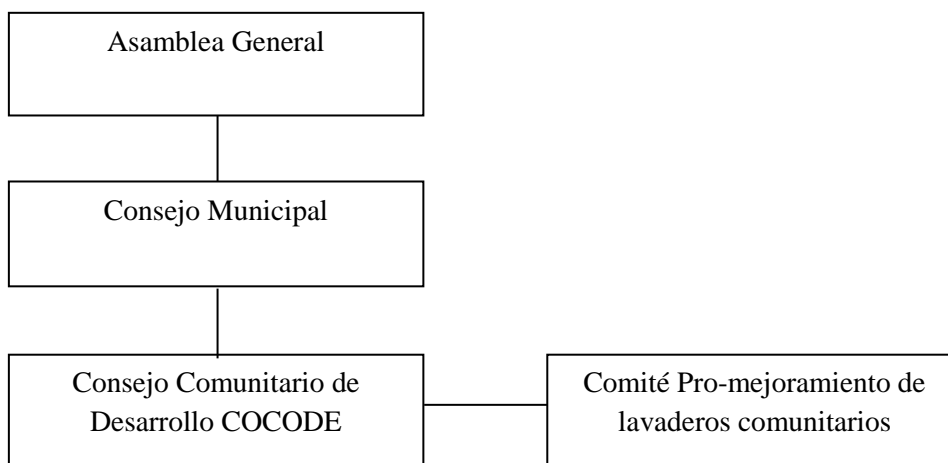 Asamblea General
Consejo Municipal
Consejo Comunitario de
Desarrollo COCODE
Comité Pro-mejoramiento de
lavaderos comunitarios